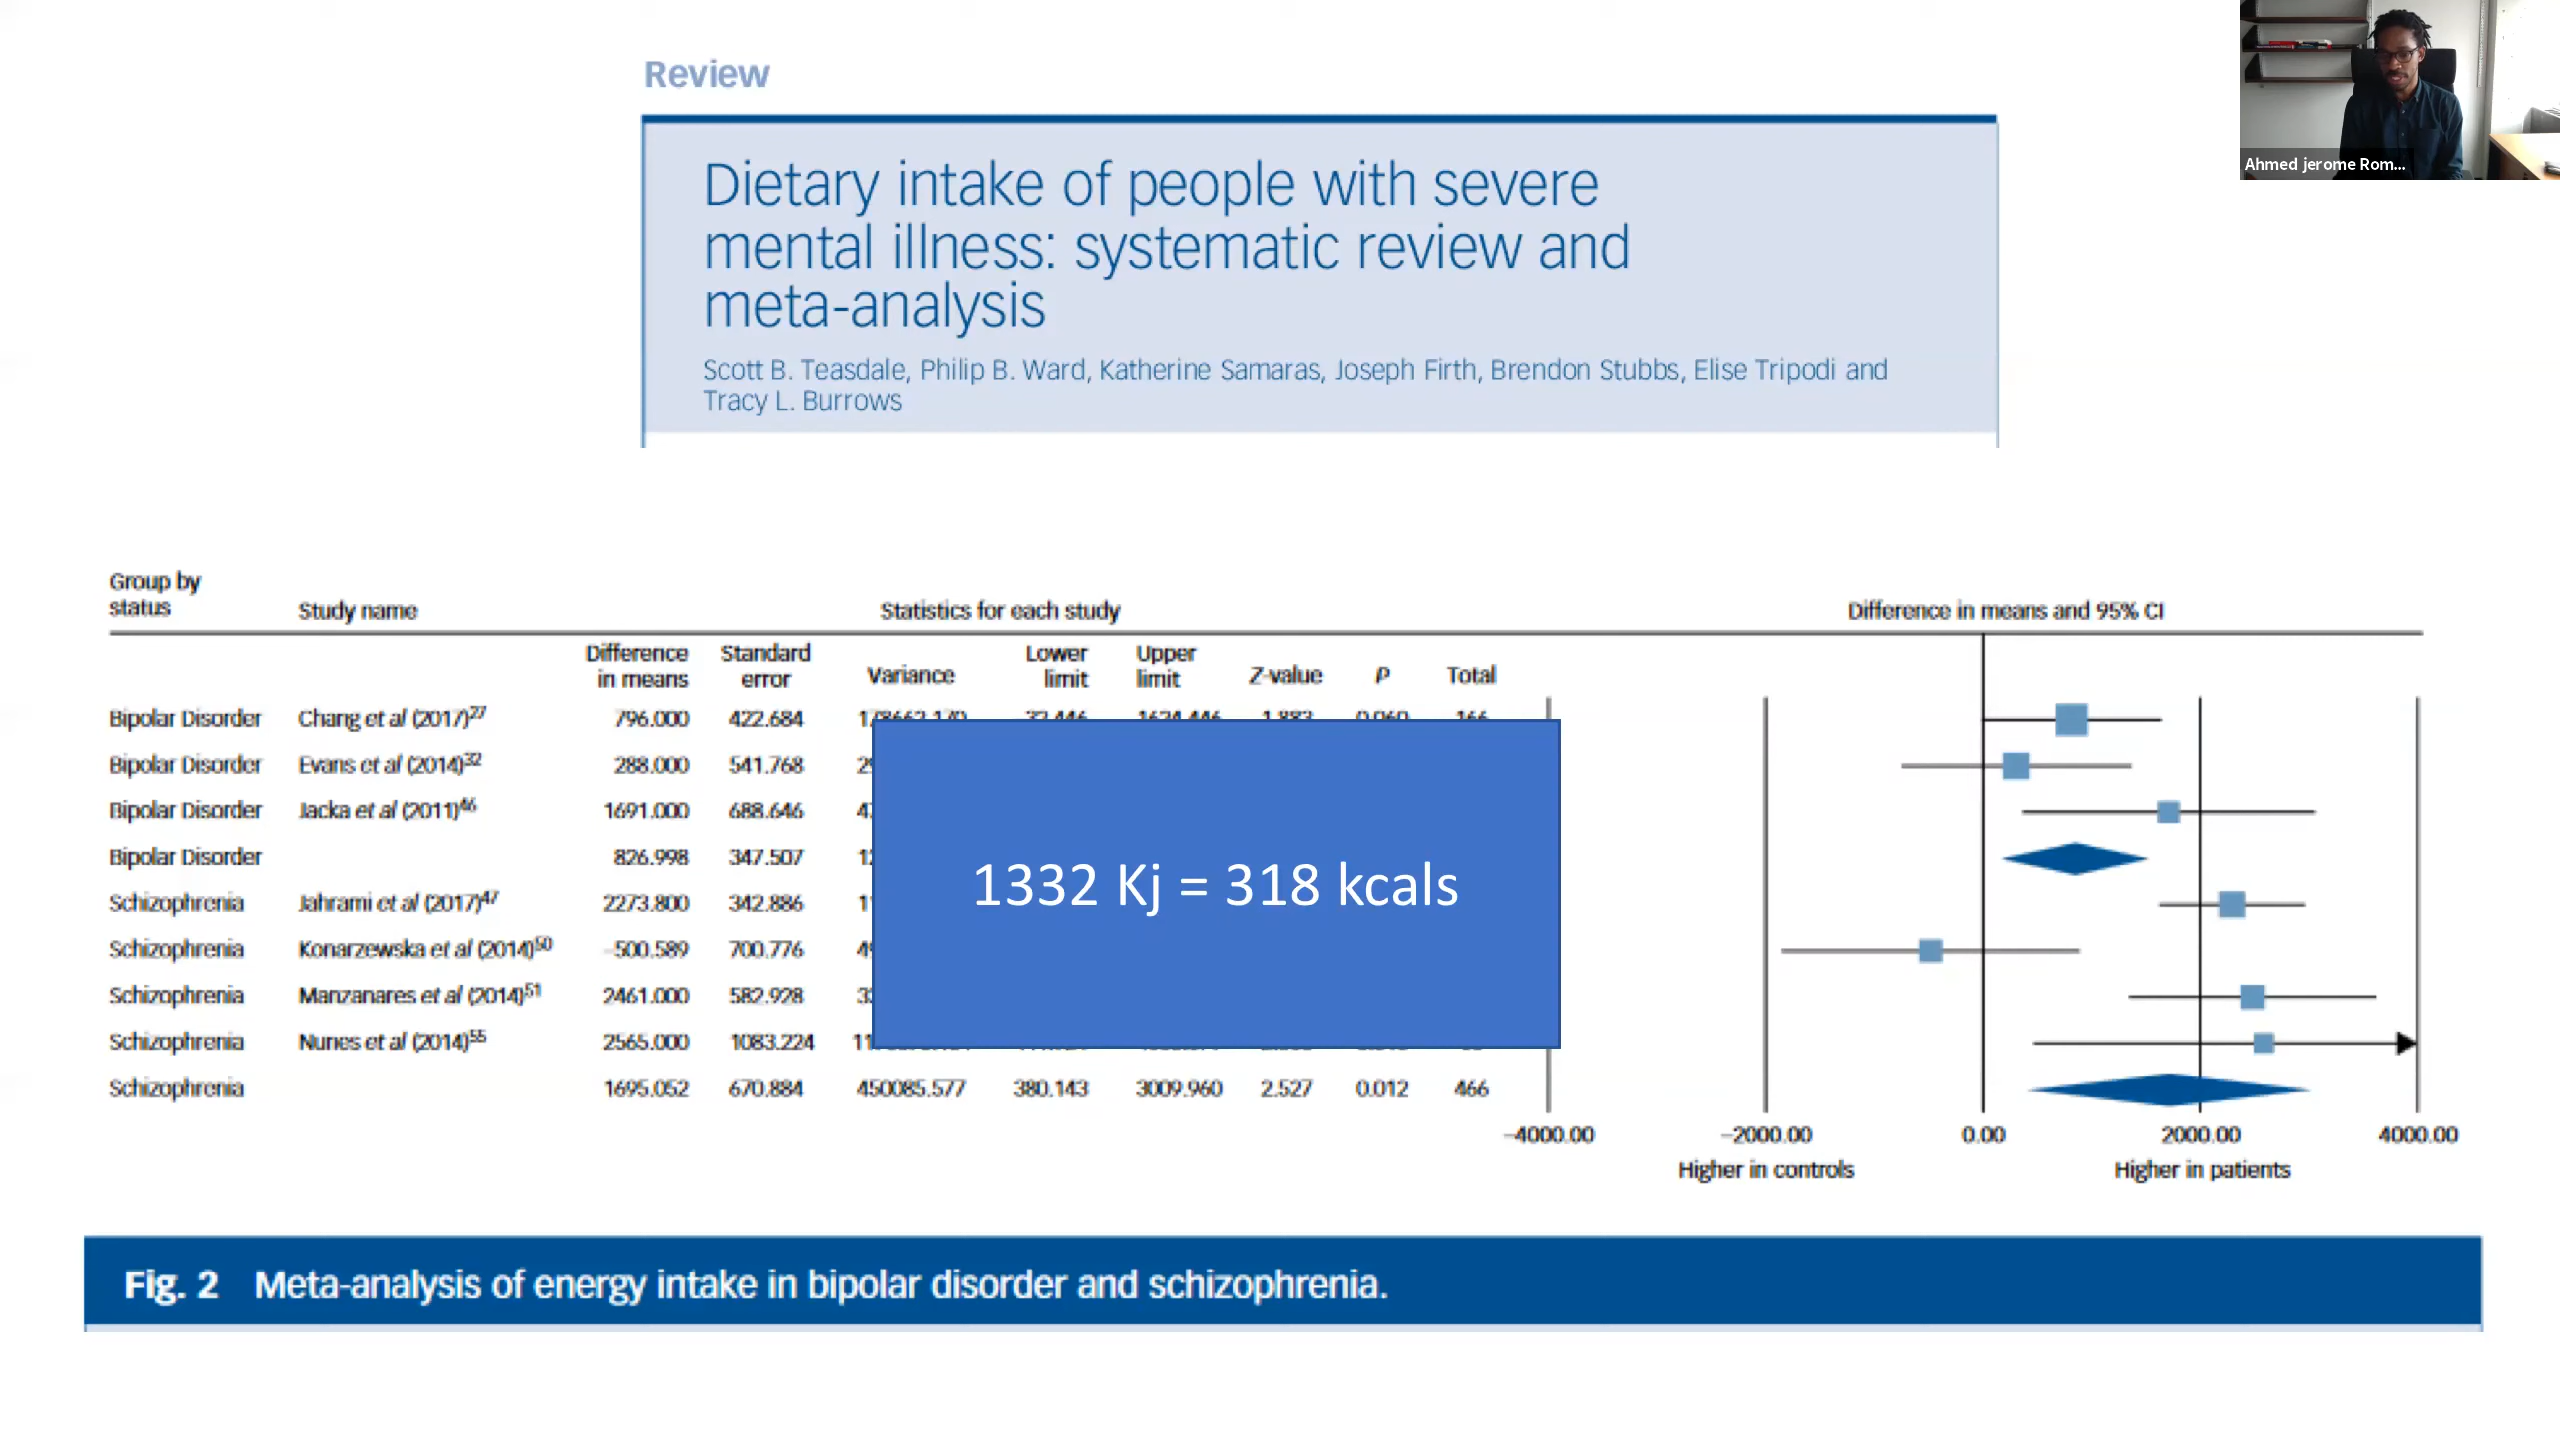 Review
Ahmed jerome Rom...
Dietary intake of people with severe
mental illness: systematic review and
meta-analysis
Scott B. Teasdale, Philip B. Ward, Katherine Samaras, Joseph Firth, Brendon Stubbs, Elise Tripodi and
Tracy L. Burrows
Group by
status Study name Statistics for each study Difference in means and 95% CI
Difference Standard Lower Upper
in means error Variance limit limit Z-value P Total
Bipolar Disorder Chang et al (2017)27 796.000 422.684
Bipolar Disorder Evans et al (2014)32 288.000 541.768
Bipolar Disorder Jacka et al (2011)46 1691.000 688.646
Bipolar Disorder 826.998 347.507
1332 Kj = 318 kcals
Schizophrenia Jahrami et al (2017)47 2273.800 342.886
Schizophrenia Konarzewska et al (2014)50 −500.589 700.776
Schizophrenia Manzanares et al (2014)51 2461.000 582.928
Schizophrenia Nunes et al (2014)55 2565.000 1083.224
Schizophrenia 1695.052 670.884 450085.577 380.143 3009.960 2.527 0.012 466
−4000.00 −2000.00 0.00 2000.00 4000.00
Higher in controls Higher in patients
Fig. 2 Meta-analysis of energy intake in bipolar disorder and schizophrenia.